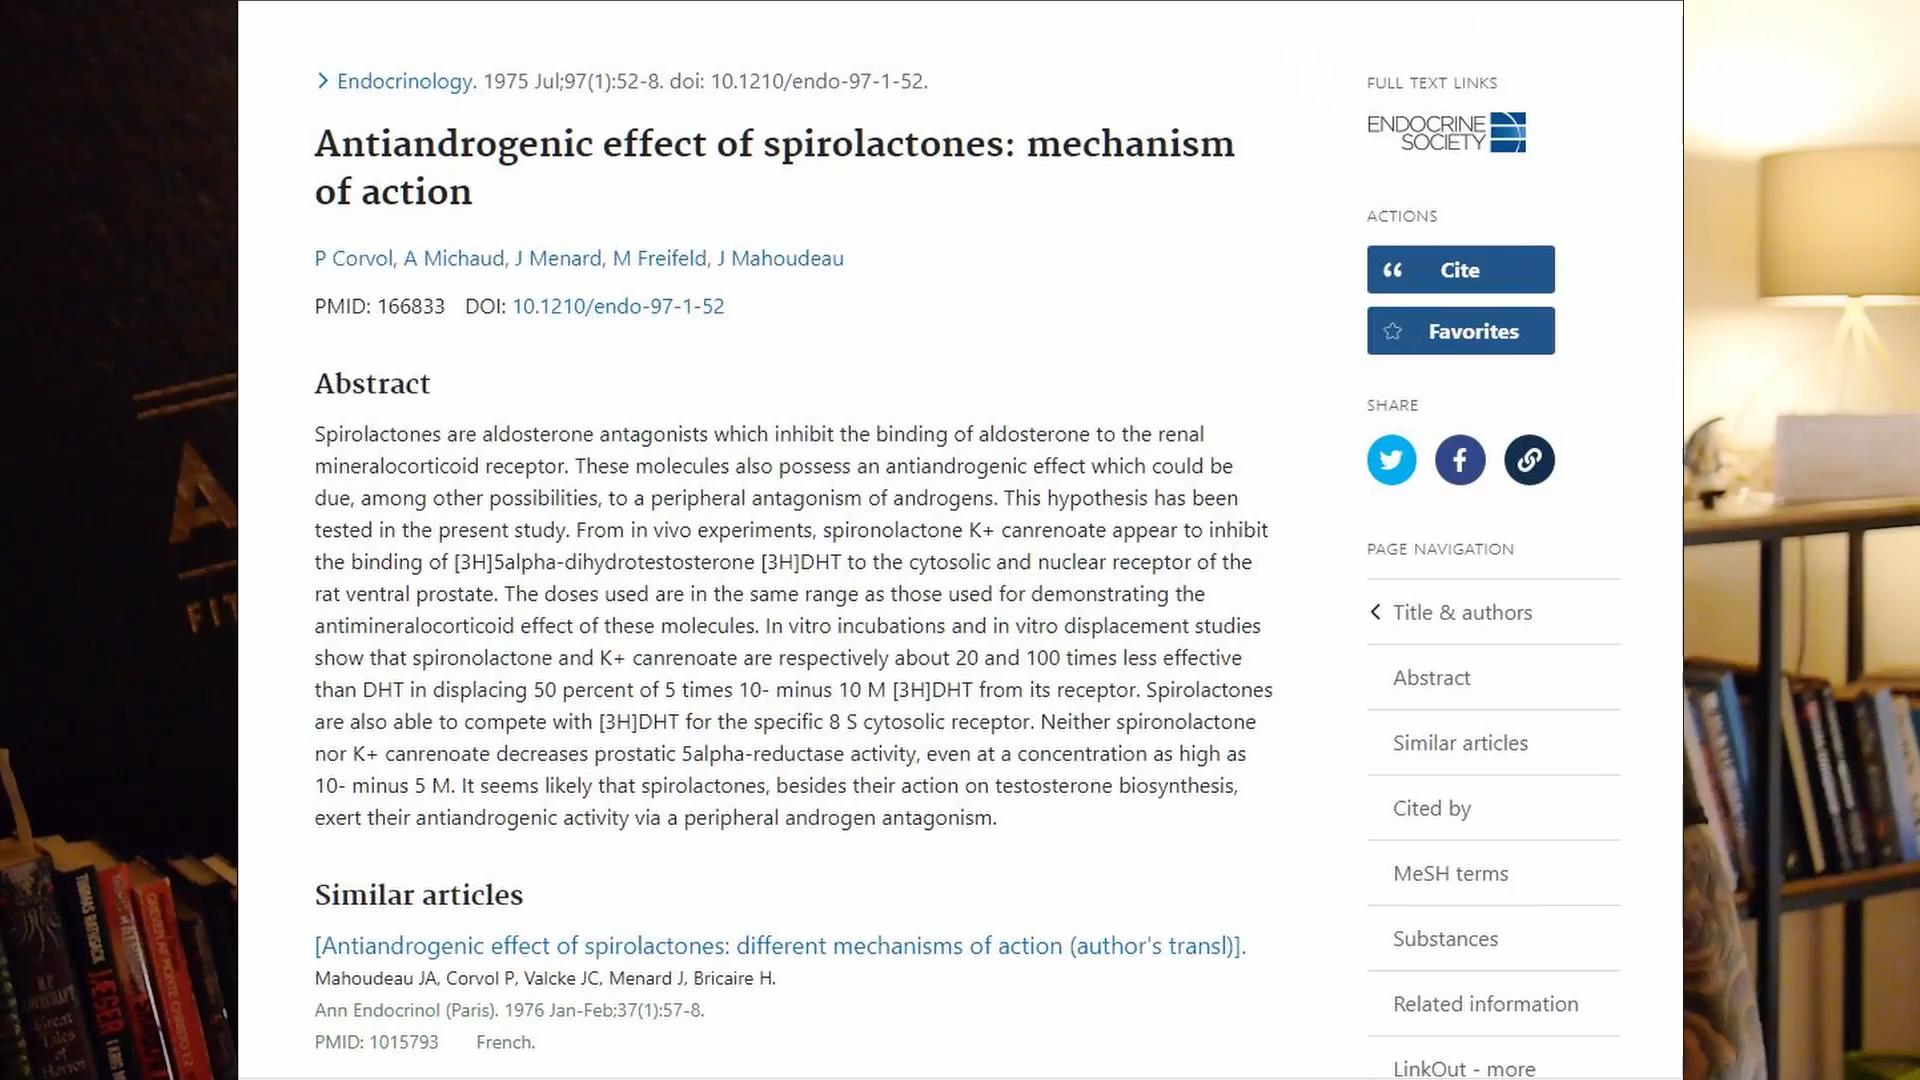 Endocrinology. 1975 Jul;97(1):52-8. doi: 10.1210/endo-97-1-52.
Antiandrogenic effect of spirolactones: mechanism
of action
P Corvol, A Michaud, J Menard, M Freifeld, J Mahoudeau
PMID: 166833 DOI: 10.1210/endo-97-1-52
Abstract
Spirolactones are aldosterone antagonists which inhibit the binding of aldosterone to the renal
mineralocorticoid receptor. These molecules also possess an antiandrogenic effect which could be
due, among other possibilities, to a peripheral antagonism of androgens. This hypothesis has been
tested in the present study. From in vivo experiments, spironolactone K+ canrenoate appear to inhibit
the binding of [3H]5alpha-dihydrotestosterone [3H]DHT to the cytosolic and nuclear receptor of the
rat ventral prostate. The doses used are in the same range as those used for demonstrating the
antimineralocorticoid effect of these molecules. In vitro incubations and in vitro displacement studies
show that spironolactone and K+ canrenoate are respectively about 20 and 100 times less effective
than DHT in displacing 50 percent of 5 times 10- minus 10 M [3H]DHT from its receptor. Spirolactones
are also able to compete with [3H]DHT for the specific 8 S cytosolic receptor. Neither spironolactone
nor K+ canrenoate decreases prostatic 5alpha-reductase activity, even at a concentration as high as
10- minus 5 M. It seems likely that spirolactones, besides their action on testosterone biosynthesis,
exert their antiandrogenic activity via a peripheral androgen antagonism.
Similar articles
[Antiandrogenic effect of spirolactones: different mechanisms of action (author's transl)].
Mahoudeau JA, Corvol P, Valcke JC, Menard J, Bricaire H.
Ann Endocrinol (Paris). 1976 Jan-Feb;37(1):57-8.
PMID: 1015793 French.
FULL TEXT LINKS
ENDOCRINE
SOCIETY
ACTIONS
Cite
Favorites
SHARE
PAGE NAVIGATION
Title & authors
Abstract
Similar articles
Cited by
MeSH terms
Substances
Related information
LinkOut - more
A
FIT
H.P.
Great
Tales
of
Horror
JÆGER